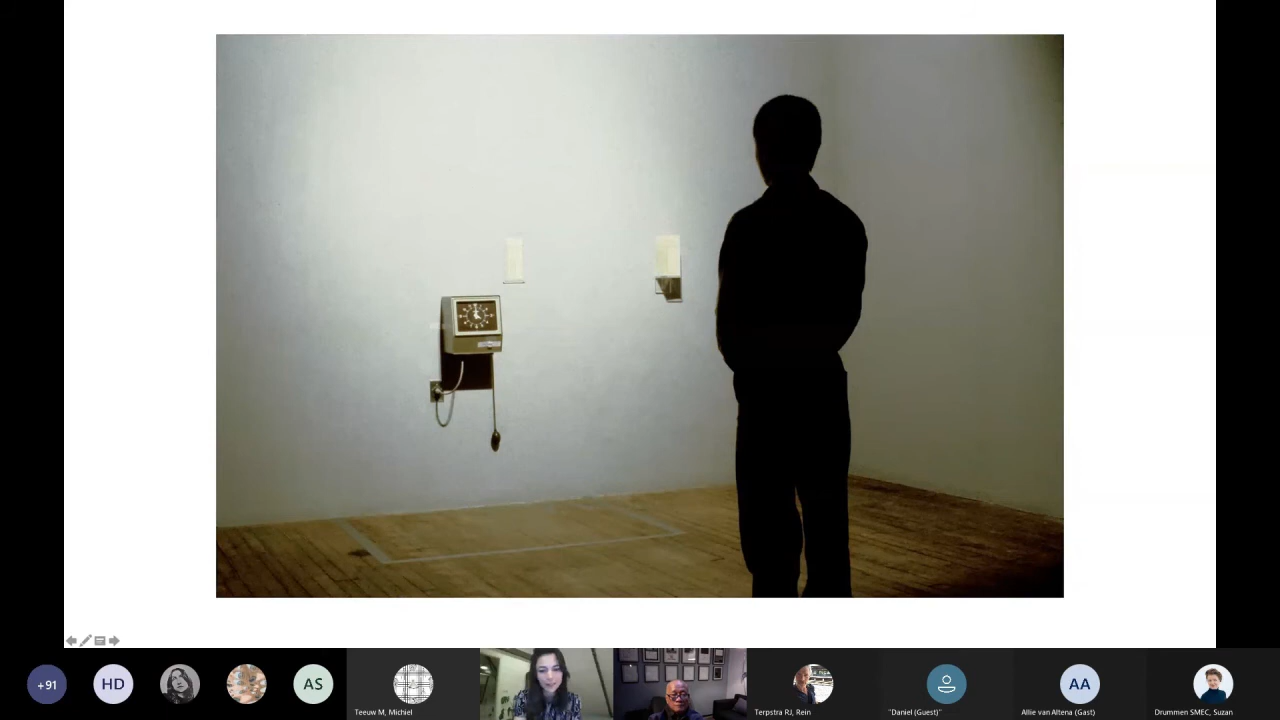 +91
HD
AS
Teeuw M, Michiel
Terpstra RJ, Rein
"Daniel (Guest)"
AA
Allie van Altena (Gast)
Drummen SMEC, Suzan